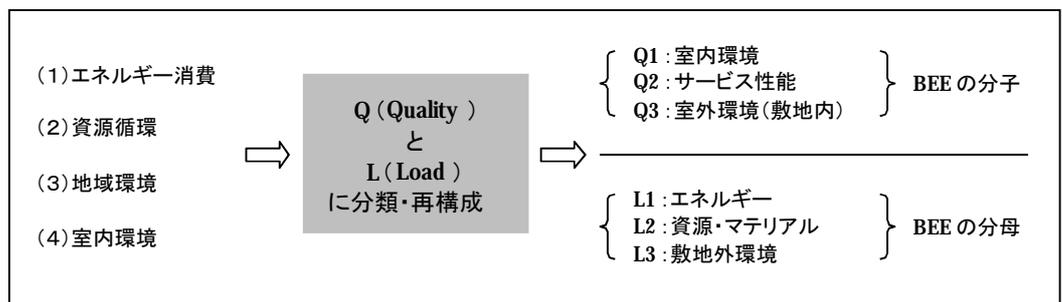 (1)エネルギー消費
(2)資源循環
(3)地域環境
(4)室内環境
Q(Quality )
と
L(Load )
に分類・再構成
Q1:室内環境
Q2:サービス性能
Q3:室外環境(敷地内)
BEEの分子
L1:エネルギー
L2:資源・マテリアル
L3:敷地外環境
BEEの分母